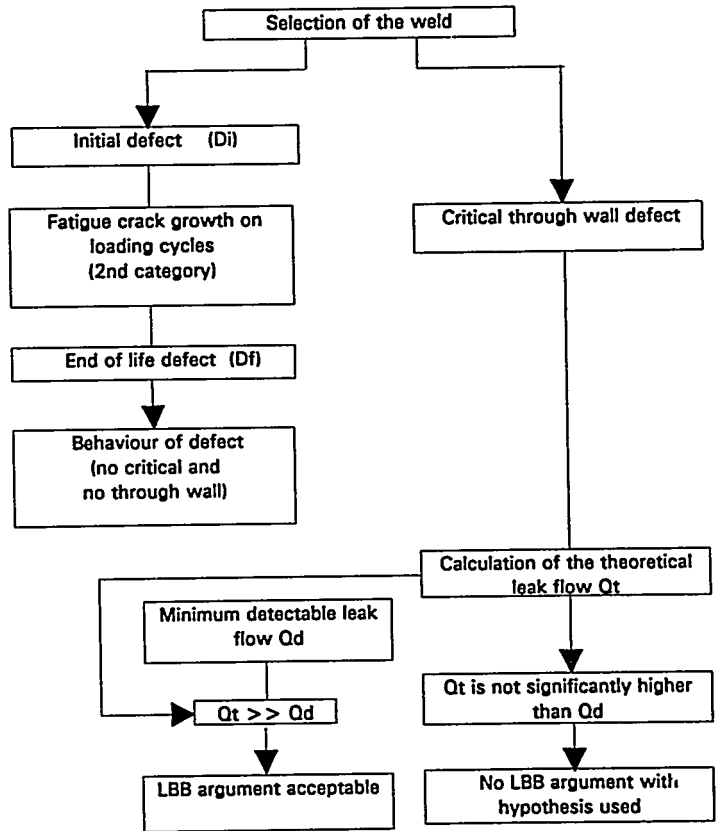 Selection of the weld
Initial defect (Di)
Fatigue crack growth on
loading cycles
(2nd category)
End of life defect (Df)
Behaviour of defect
(no critical and
no through wall)
Critical through wall defect
Calculation of the theoretical
leak flow Qt
Minimum detectable leak
flow Qd
Qt >> Qd
LBB argument acceptable
Qt is not significantly higher
than Qd
No LBB argument with
hypothesis used